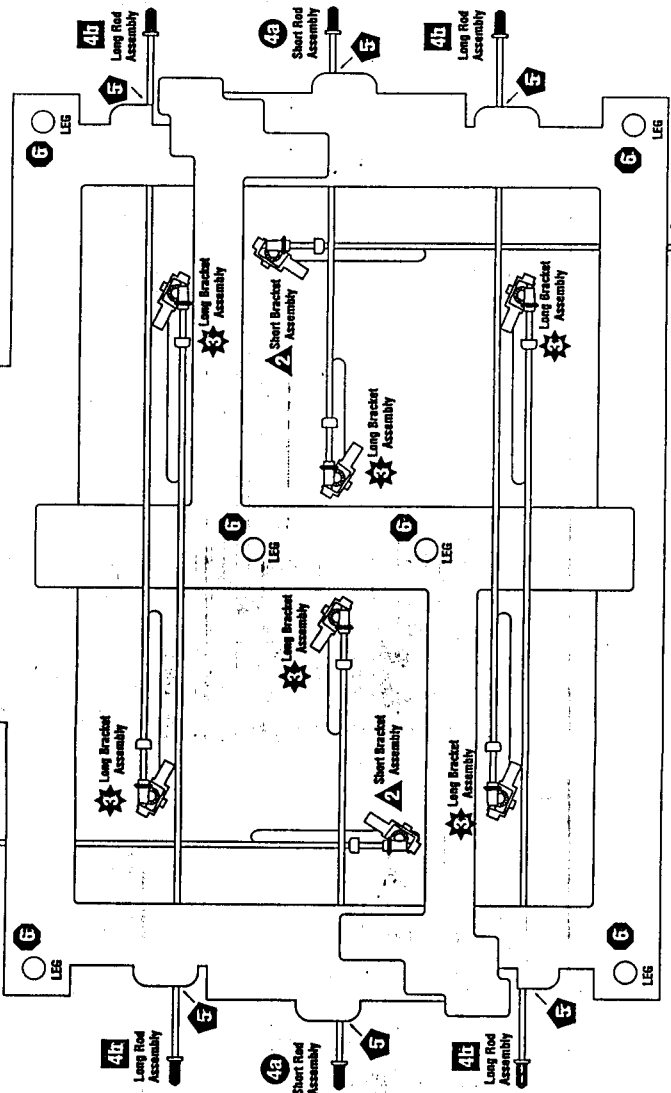 6
LEG
4b
Long Rod
Assembly
5
3
Long Bracket
Assembly
3
Long Bracket
Assembly
6
LEG
5
4b
Long Rod
Assembly
4a
Short Rod
Assembly
5
2
Short Bracket
Assembly
3
Long Bracket
Assembly
6
LEG
6
LEG
2
Short Bracket
Assembly
3
Long Bracket
Assembly
5
4a
Short Rod
Assembly
4b
Long Rod
Assembly
5
3
Long Bracket
Assembly
3
Long Bracket
Assembly
5
4b
Long Rod
Assembly
6
LEG
6
LEG